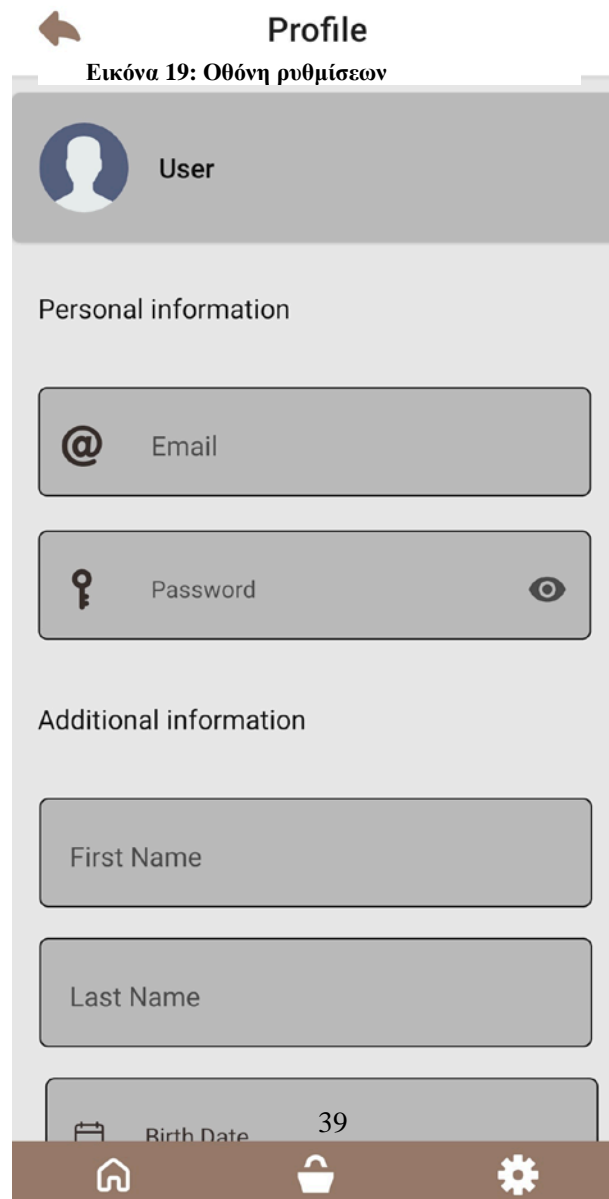 Profile
Εικόνα 19: Οθόνη ρυθμίσεων
User
Personal information
@ Email
Password
Additional information
First Name
Last Name
Birth Date
39